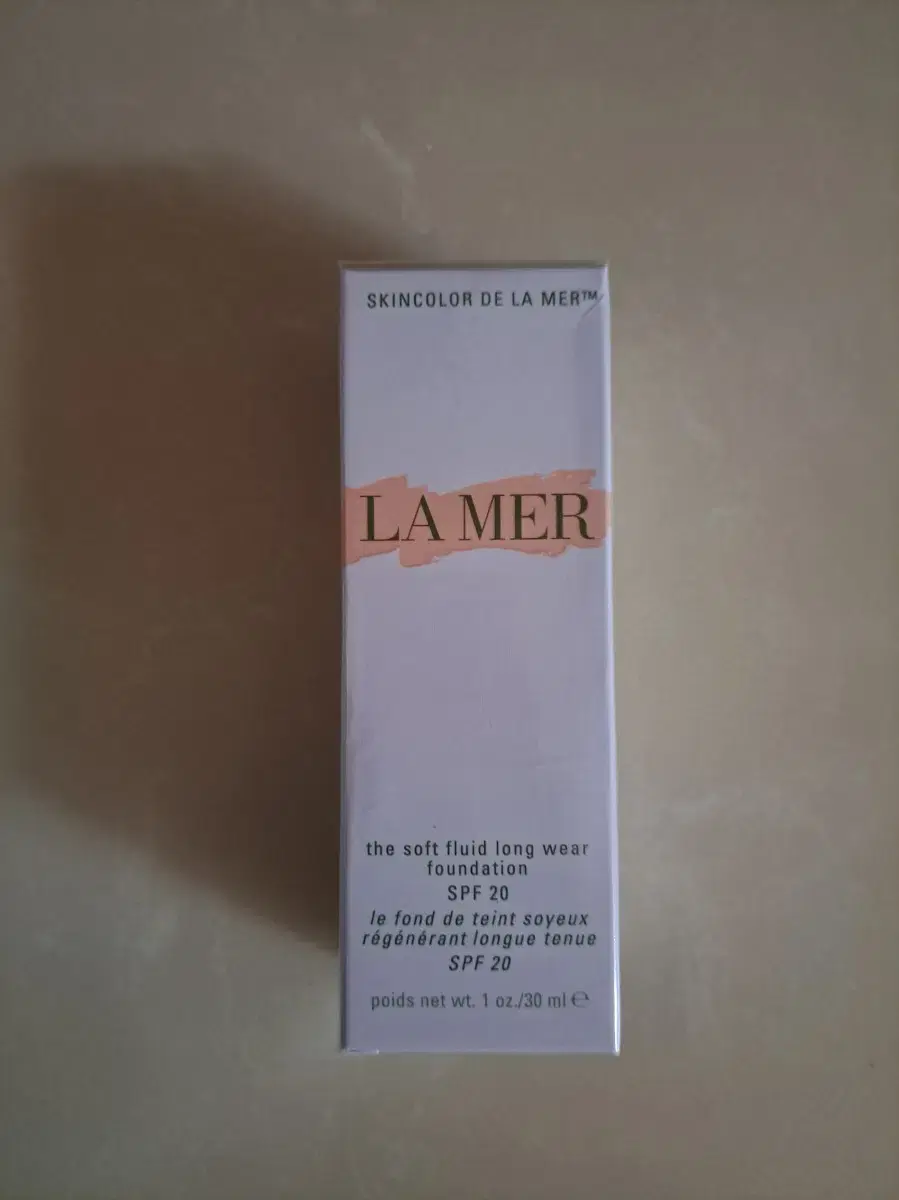 SKINCOLOR DE LA MER™
LA MER
the soft fluid long wear
foundation
SPF 20
le fond de teint soyeux
régénérant longue tenue
SPF 20
poids net wt. 1 oz./30 ml ℮